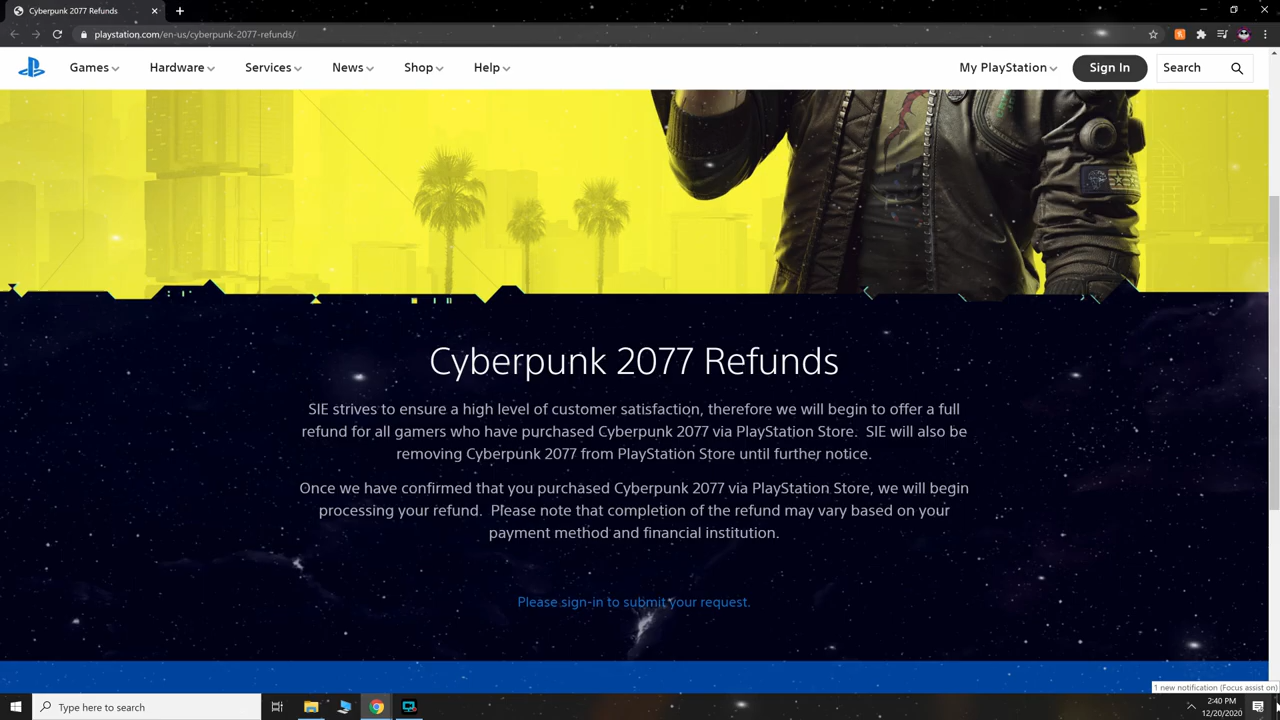 Cyberpunk 2077 Refunds
playstation.com/en-us/cyberpunk-2077-refunds/
Games Hardware Services News Shop Help My PlayStation Sign In Search
Cyberpunk 2077 Refunds
SIE strives to ensure a high level of customer satisfaction, therefore we will begin to offer a full
refund for all gamers who have purchased Cyberpunk 2077 via PlayStation Store. SIE will also be
removing Cyberpunk 2077 from PlayStation Store until further notice.
Once we have confirmed that you purchased Cyberpunk 2077 via PlayStation Store, we will begin
processing your refund. Please note that completion of the refund may vary based on your
payment method and financial institution.
Please sign-in to submit your request.
1 new notification (Focus assist on)
Type here to search
2:40 PM
12/20/2020